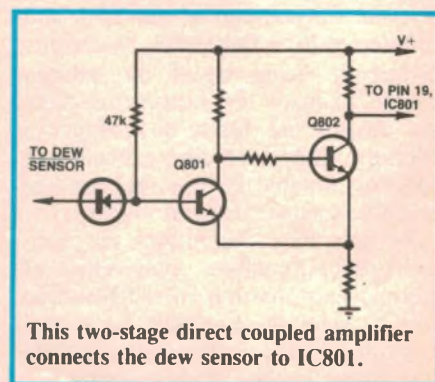 V+
TO PIN 19,
IC801
47k
Q802
TO DEW
SENSOR
Q801
This two-stage direct coupled amplifier
connects the dew sensor to IC801.